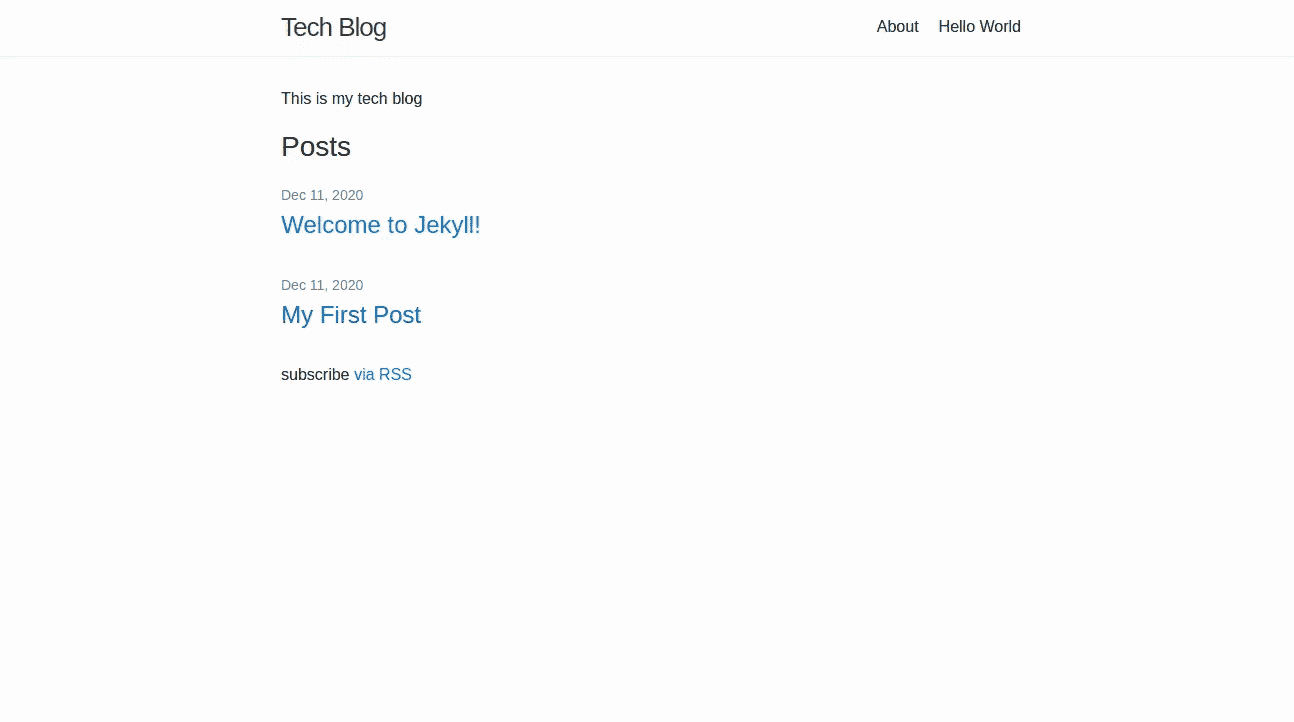 Tech Blog
About
Hello World
This is my tech blog
Posts
Dec 11, 2020
Welcome to Jekyll!
Dec 11, 2020
My First Post
subscribe via RSS